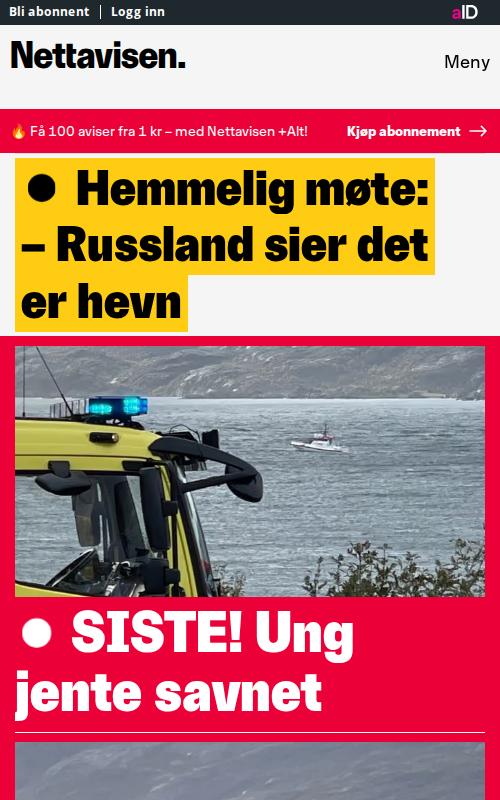 Bli abonnent | Logg inn
aID
Nettavisen.
Meny
🔥 Få 100 aviser fra 1 kr – med Nettavisen +Alt! Kjøp abonnement →
● Hemmelig møte:
– Russland sier det
er hevn
● SISTE! Ung
jente savnet